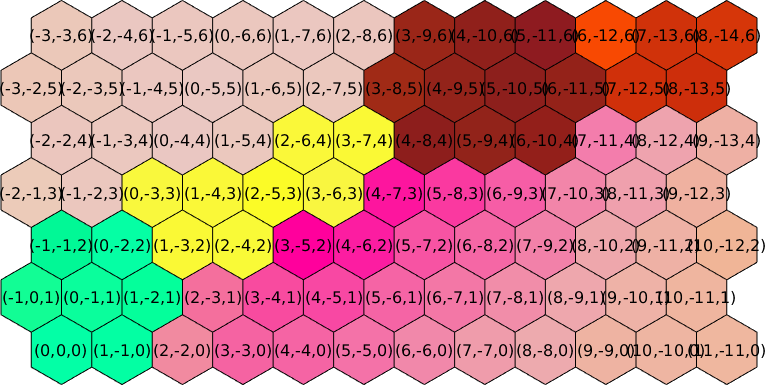 (-3,-3,6) (-2,-4,6) (-1,-5,6) (0,-6,6) (1,-7,6) (2,-8,6) (3,-9,6) (4,-10,6) (5,-11,6) (6,-12,6) (7,-13,6) (8,-14,6)
(-3,-2,5) (-2,-3,5) (-1,-4,5) (0,-5,5) (1,-6,5) (2,-7,5) (3,-8,5) (4,-9,5) (5,-10,5) (6,-11,5) (7,-12,5) (8,-13,5)
(-2,-2,4) (-1,-3,4) (0,-4,4) (1,-5,4) (2,-6,4) (3,-7,4) (4,-8,4) (5,-9,4) (6,-10,4) (7,-11,4) (8,-12,4) (9,-13,4)
(-2,-1,3) (-1,-2,3) (0,-3,3) (1,-4,3) (2,-5,3) (3,-6,3) (4,-7,3) (5,-8,3) (6,-9,3) (7,-10,3) (8,-11,3) (9,-12,3)
(-1,-1,2) (0,-2,2) (1,-3,2) (2,-4,2) (3,-5,2) (4,-6,2) (5,-7,2) (6,-8,2) (7,-9,2) (8,-10,2) (9,-11,2) (10,-12,2)
(-1,0,1) (0,-1,1) (1,-2,1) (2,-3,1) (3,-4,1) (4,-5,1) (5,-6,1) (6,-7,1) (7,-8,1) (8,-9,1) (9,-10,1) (10,-11,1)
(0,0,0) (1,-1,0) (2,-2,0) (3,-3,0) (4,-4,0) (5,-5,0) (6,-6,0) (7,-7,0) (8,-8,0) (9,-9,0) (10,-10,0) (11,-11,0)